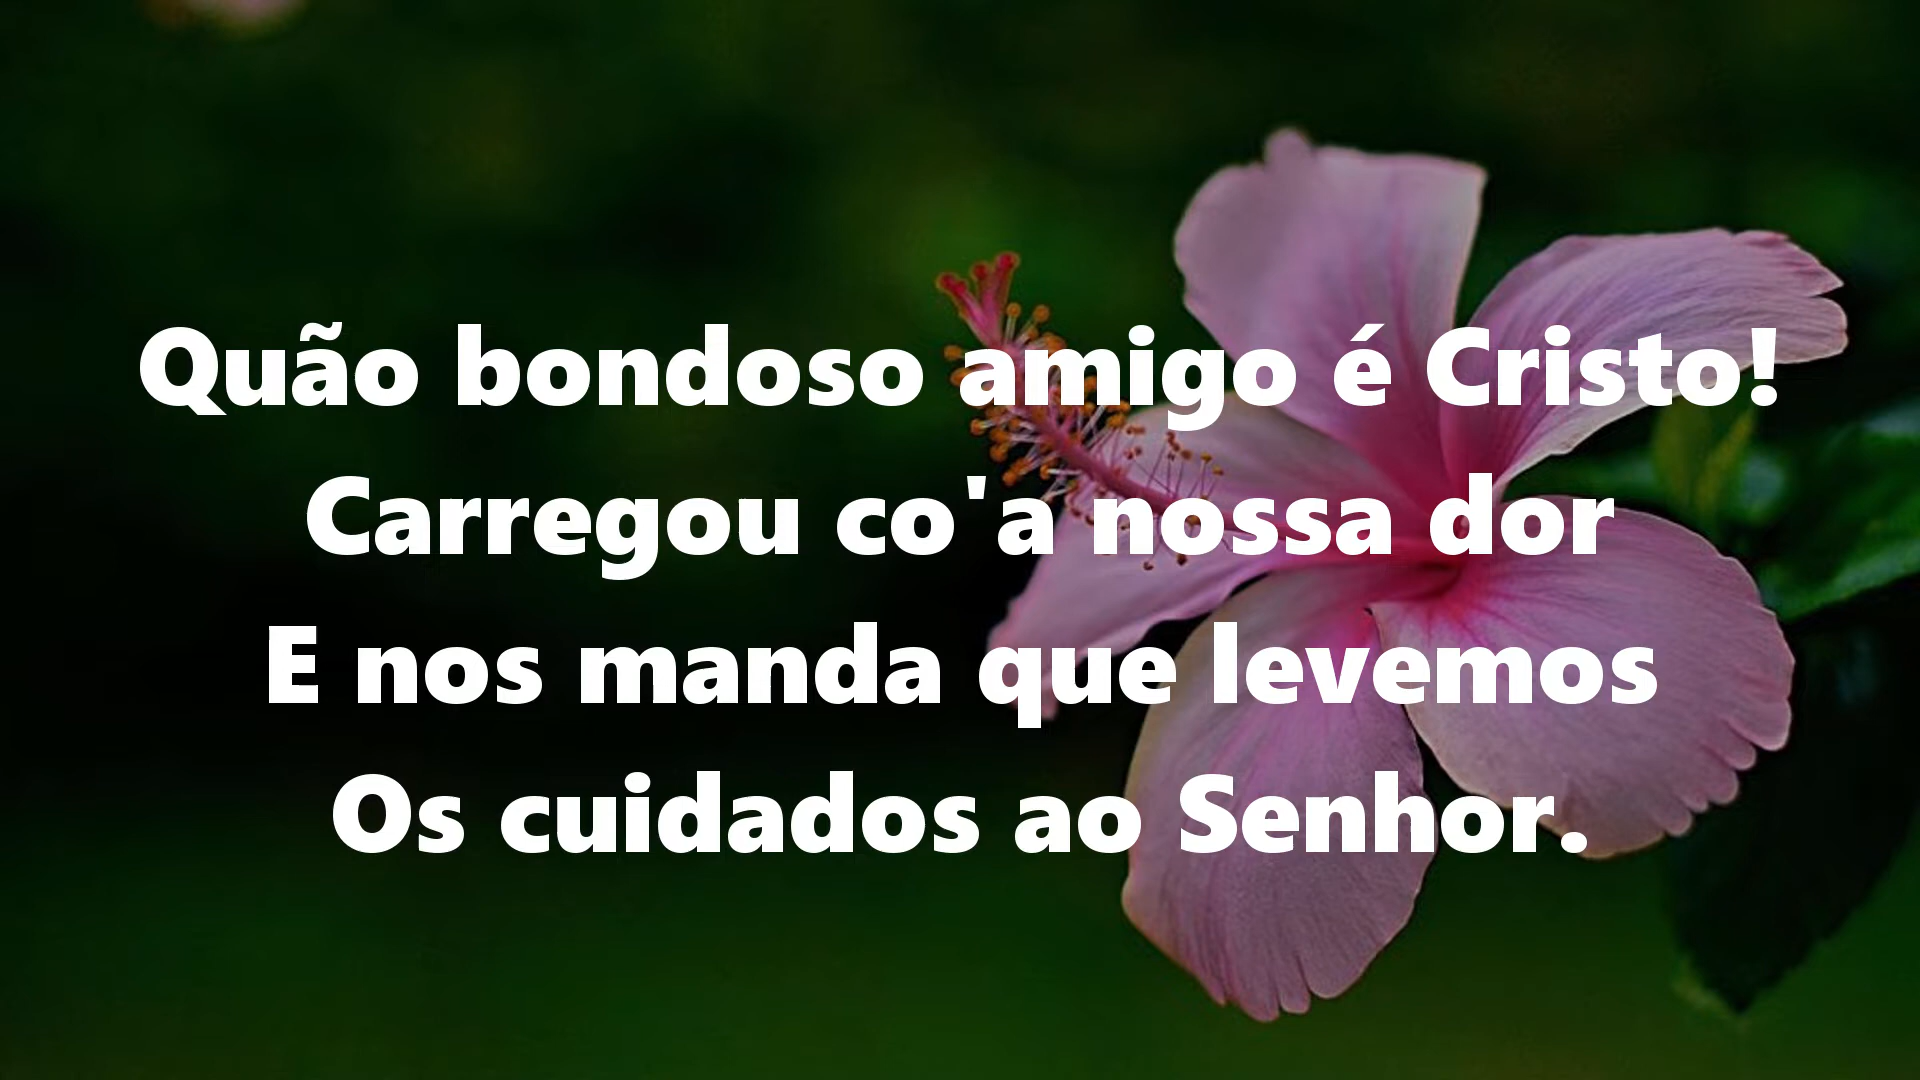 Quão bondoso amigo é Cristo!
Carregou co'a nossa dor
E nos manda que levemos
Os cuidados ao Senhor.